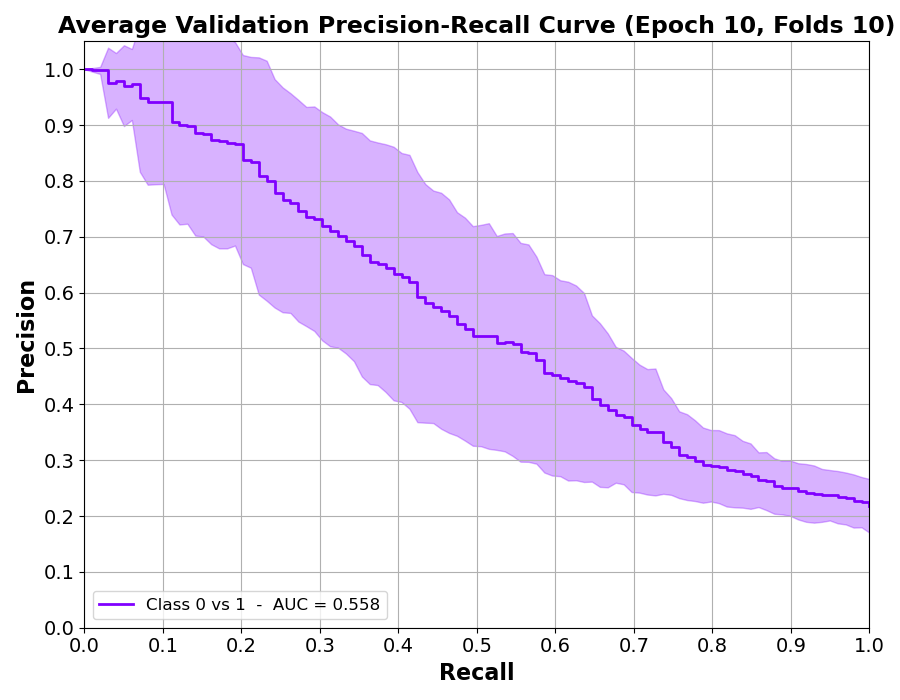 Average Validation Precision-Recall Curve (Epoch 10, Folds 10)
Precision
1.0
0.9
0.8
0.7
0.6
0.5
0.4
0.3
0.2
0.1
0.0
Class 0 vs 1 - AUC = 0.558
0.0 0.1 0.2 0.3 0.4 0.5 0.6 0.7 0.8 0.9 1.0
Recall